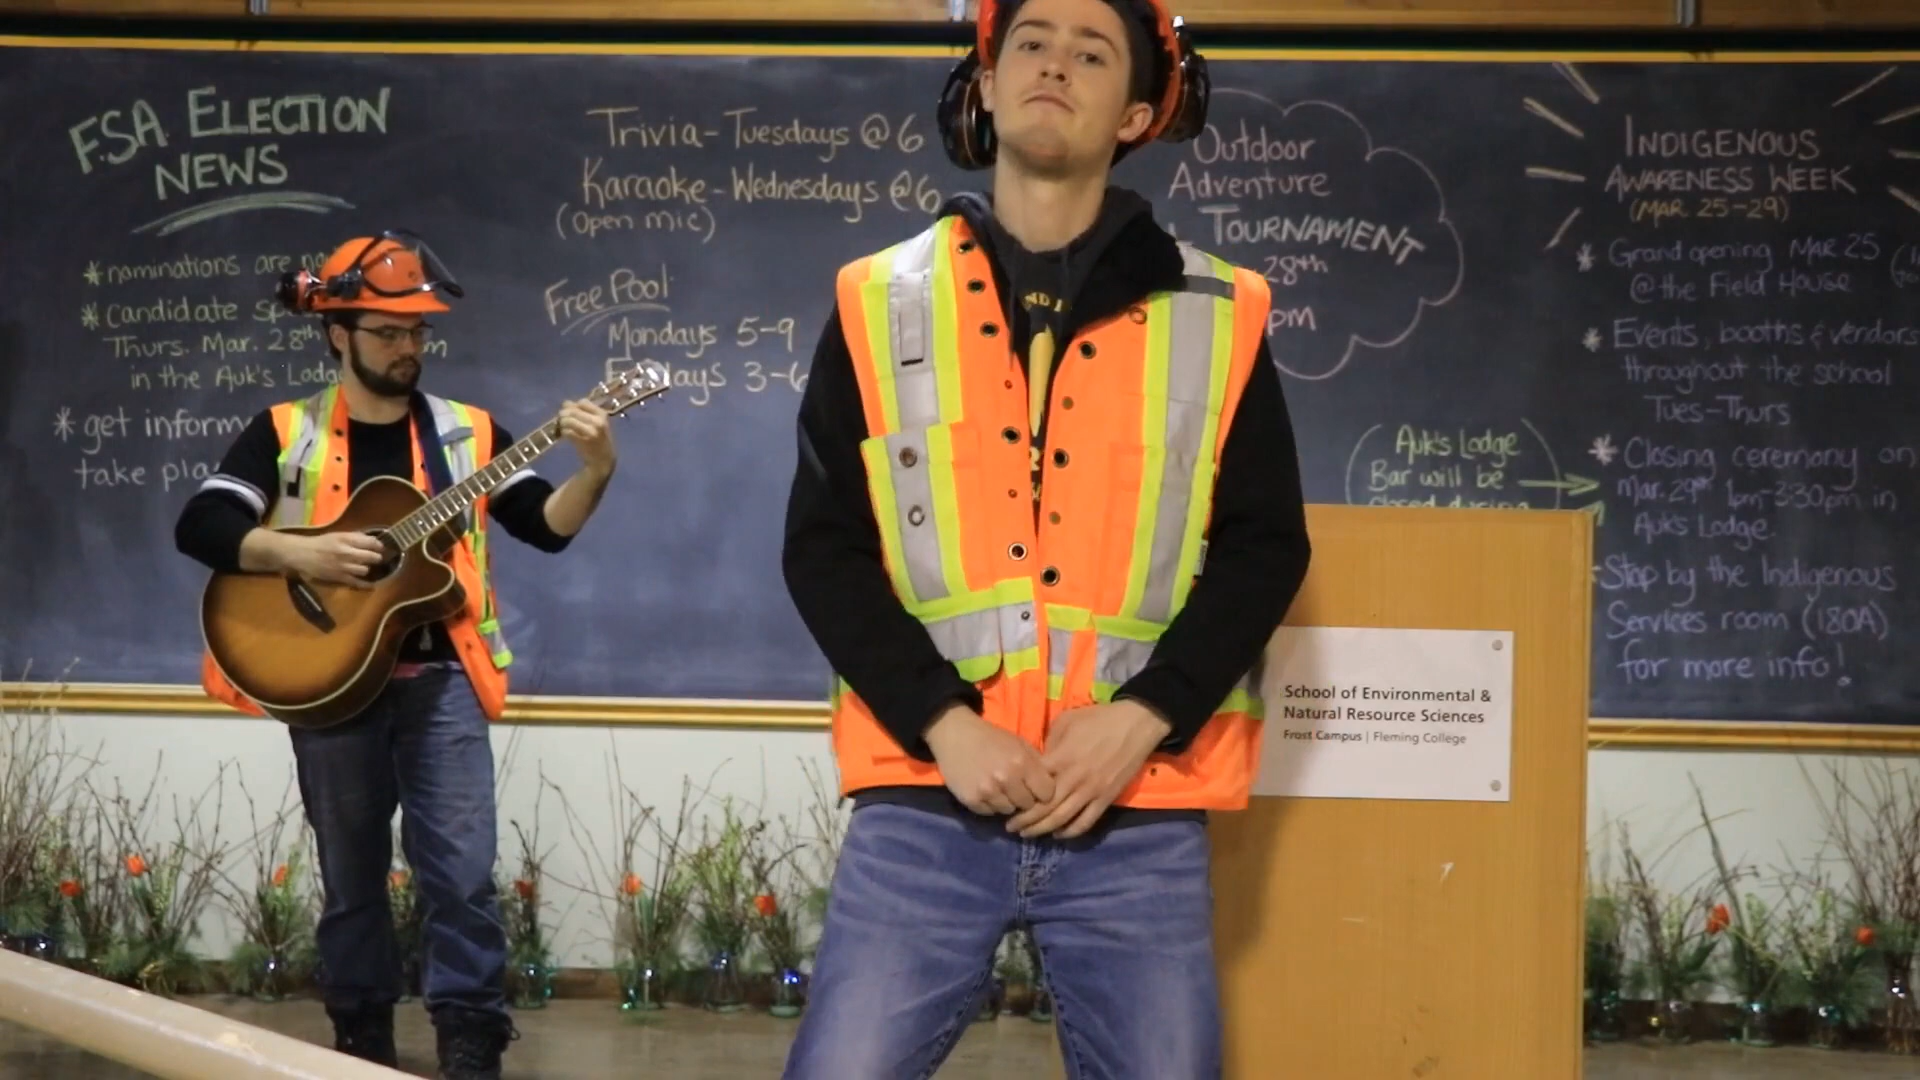 F.S.A. ELECTION
NEWS
*nominations are
*candidate
Thurs. Mar. 28th
in the Auk's Lodge
*get
take
Trivia-Tuesdays @ 6
Karaoke-Wednesdays @6
(Open mic)
Free Pool
Mondays 5-9
3-6
Outdoor
Adventure
TOURNAMENT
28th
pm
Auk's Lodge
Bar will be
closed during
INDIGENOUS
AWARENESS WEEK
(MAR. 25-29)
* Grand opening MAR 25
@ the Field House
* Events, booths & vendors
throughout the school
Tues-Thurs
* Closing ceremony on
Mar. 29th 1pm-3:30pm in
Auk's Lodge.
Stop by the Indigenous
Services room (180A)
for more info!
School of Environmental &
Natural Resource Sciences
Frost Campus | Fleming College